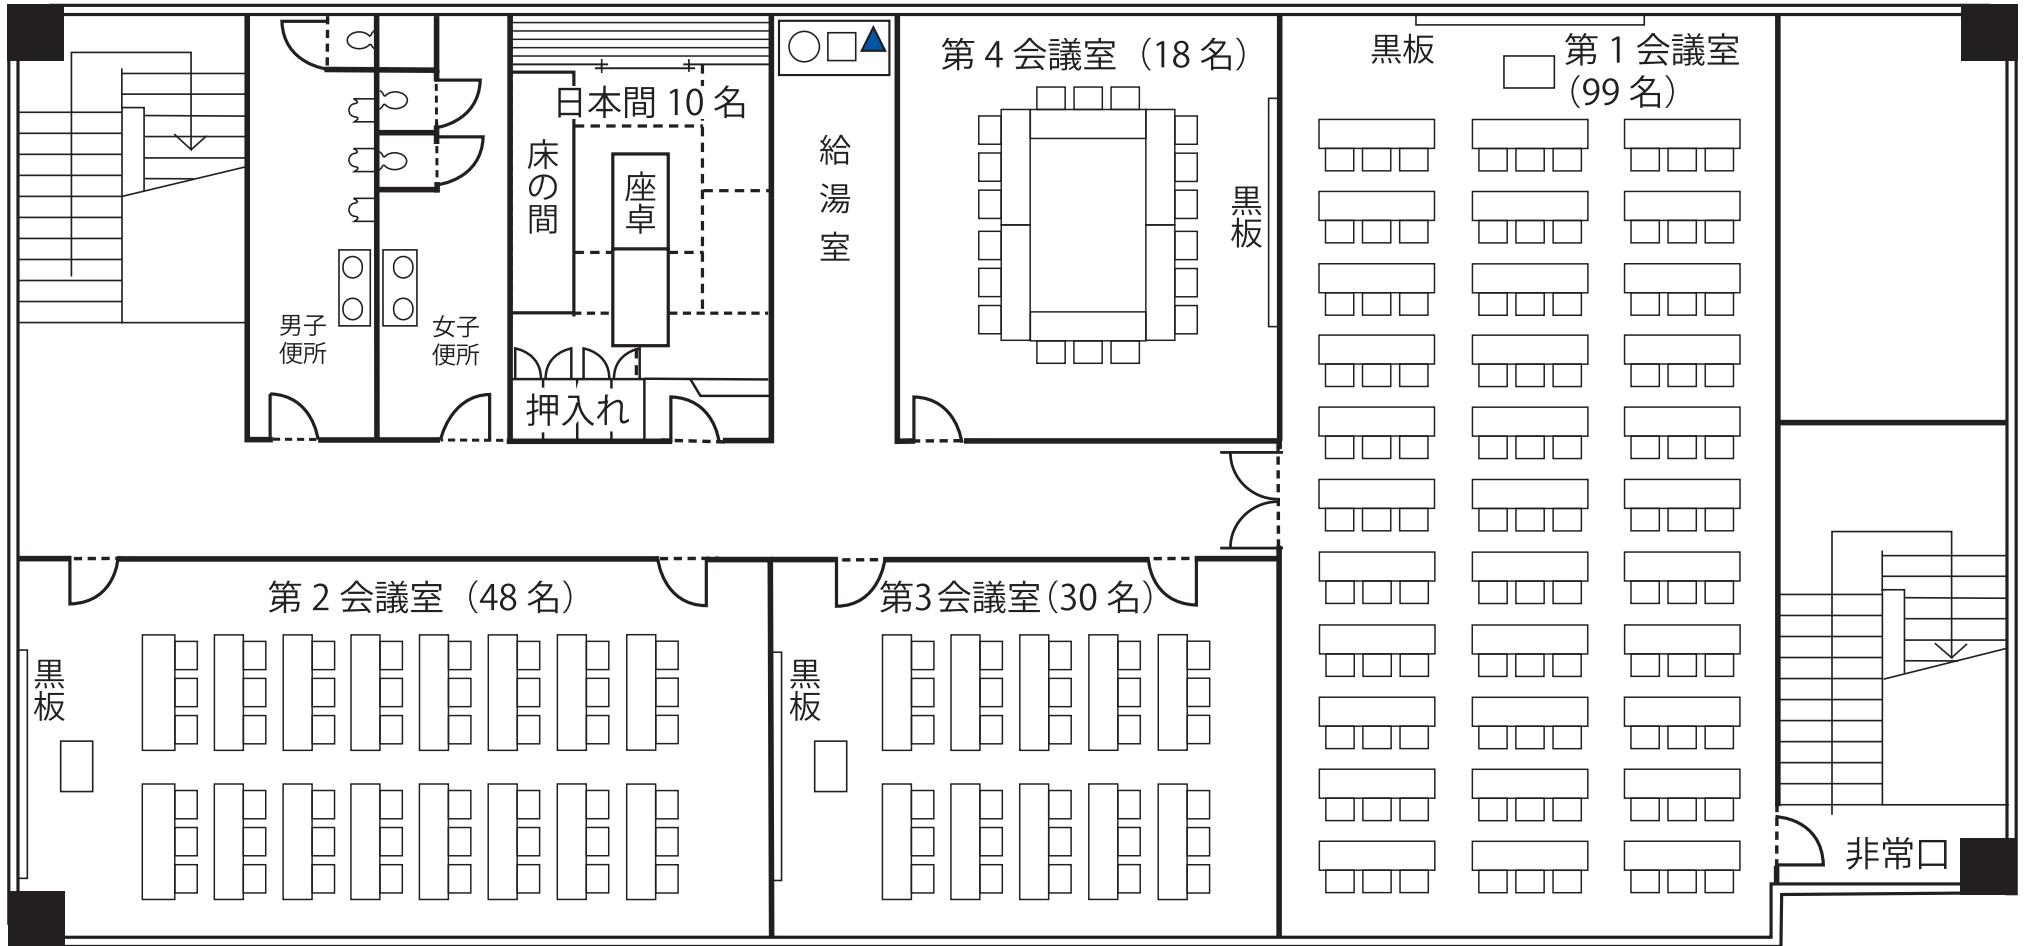 第 4 会議室（18 名）
黒板
第 1 会議室
（99 名）
日本間 10 名
床の間
座卓
給湯室
黒板
男子
便所
女子
便所
押入れ
第 2 会議室（48 名）
第3会議室（30 名）
黒板
黒板
非常口